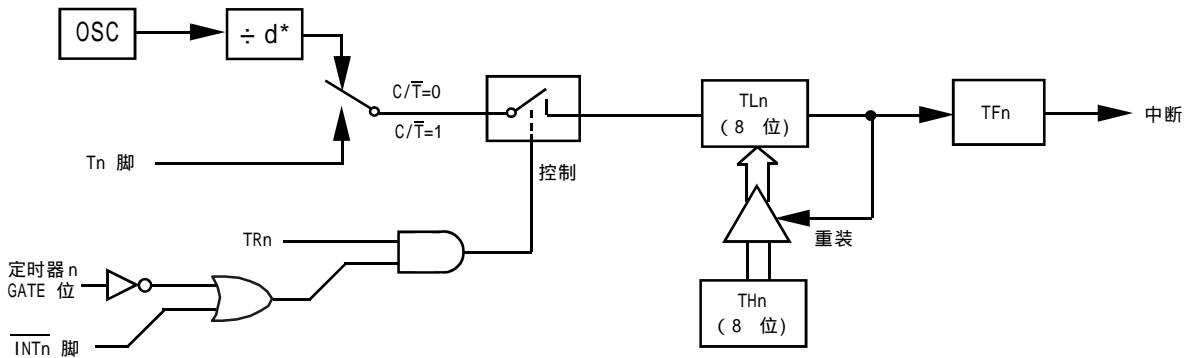 OSC
÷ d*
C/T̅=0
C/T̅=1
Tn 脚
控制
TLn
(8 位)
TFn
中断
重装
TRn
定时器 n
GATE 位
I̅N̅T̅n̅ 脚
THn
(8 位)